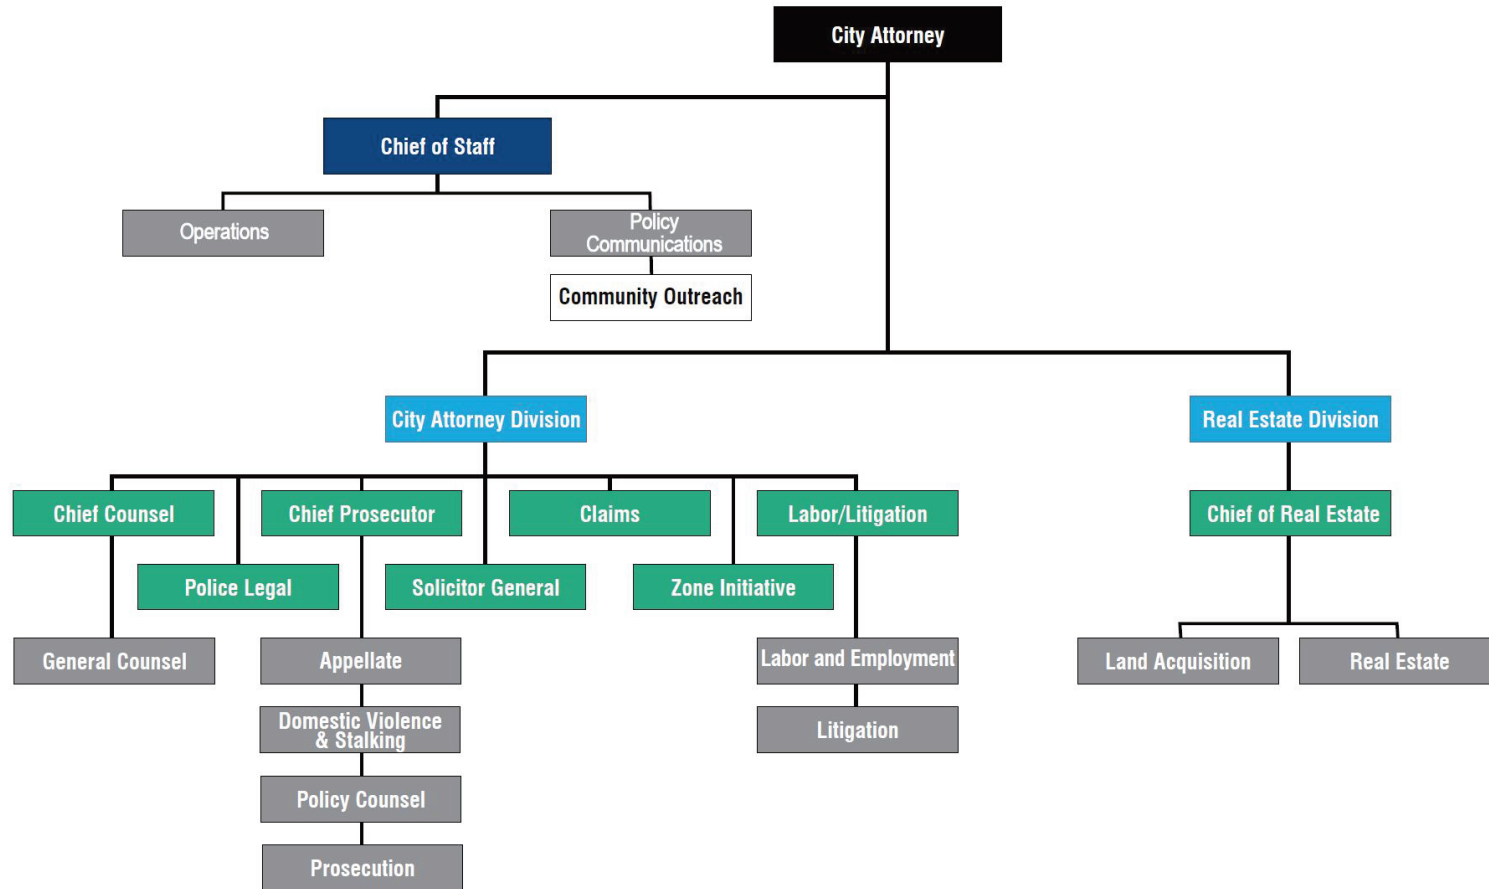 City Attorney
Chief of Staff
Operations
Policy
Communications
Community Outreach
City Attorney Division
Real Estate Division
Chief Counsel
Chief Prosecutor
Claims
Labor/Litigation
Chief of Real Estate
Police Legal
Solicitor General
Zone Initiative
General Counsel
Appellate
Labor and Employment
Land Acquisition
Real Estate
Domestic Violence
& Stalking
Litigation
Policy Counsel
Prosecution